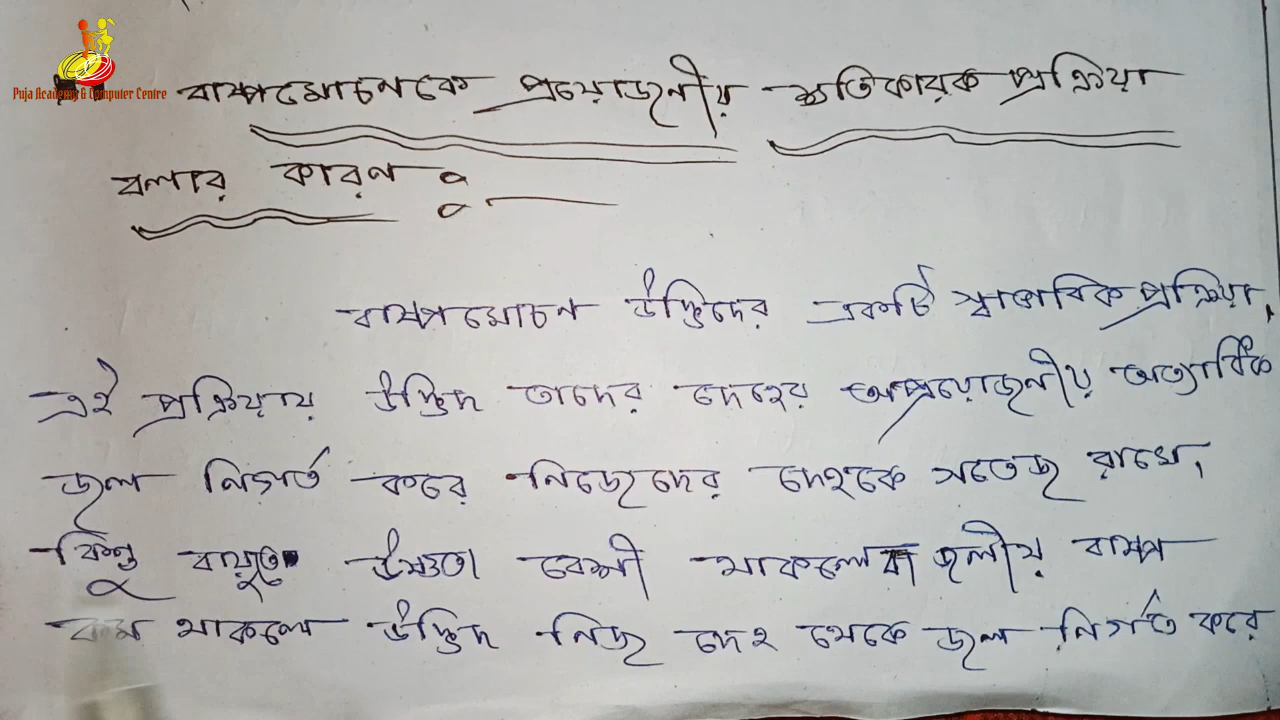 Puja Academy & Computer Centre
বাষ্পমোচনকে প্রয়োজনীয় ক্ষতিকারক প্রক্রিয়া
বলার কারণ :
বাষ্পমোচন উদ্ভিদের একটি স্বাভাবিক প্রক্রিয়া,
এই প্রক্রিয়ায় উদ্ভিদ তাদের দেহের অপ্রয়োজনীয় অত্যাধিক
জল নির্গত করে নিজেদের দেহকে সতেজ রাখে,
কিন্তু বায়ুতে উষ্ণতা বেশী থাকলে বা জলীয় বাষ্প
কম থাকলে উদ্ভিদ নিজ দেহ থেকে জল নির্গত করে